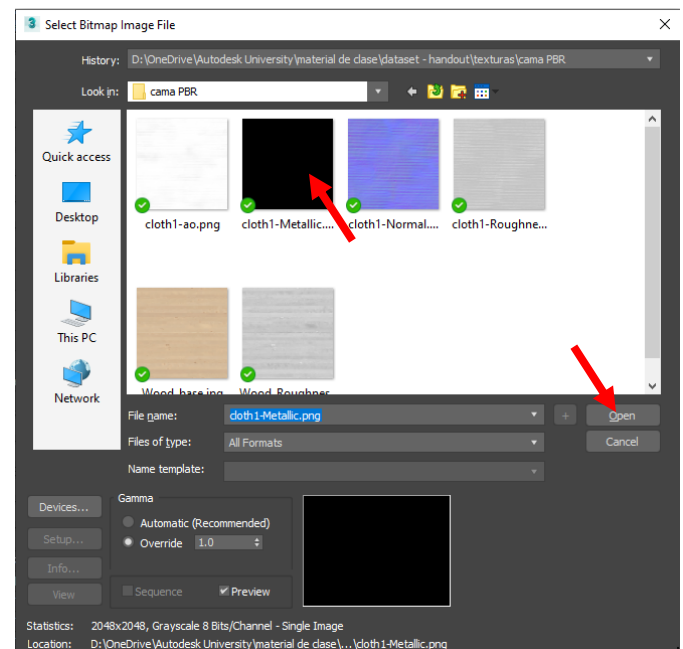 3 Select Bitmap Image File
History: D:\OneDrive\Autodesk University\material de clase\dataset - handout\texturas\cama PBR
Look in: cama PBR
Quick access
Desktop
Libraries
This PC
Network
cloth1-ao.png cloth1-Metallic.... cloth1-Normal.... cloth1-Roughne...
Wood_base.jpg Wood_Roughnes
File name: cloth1-Metallic.png + Open
Files of type: All Formats Cancel
Name template:
Devices...
Setup...
Info...
View
Gamma
Automatic (Recommended)
Override 1.0
Sequence Preview
Statistics: 2048x2048, Grayscale 8 Bits/Channel - Single Image
Location: D:\OneDrive\Autodesk University\material de clase\...\cloth1-Metallic.png